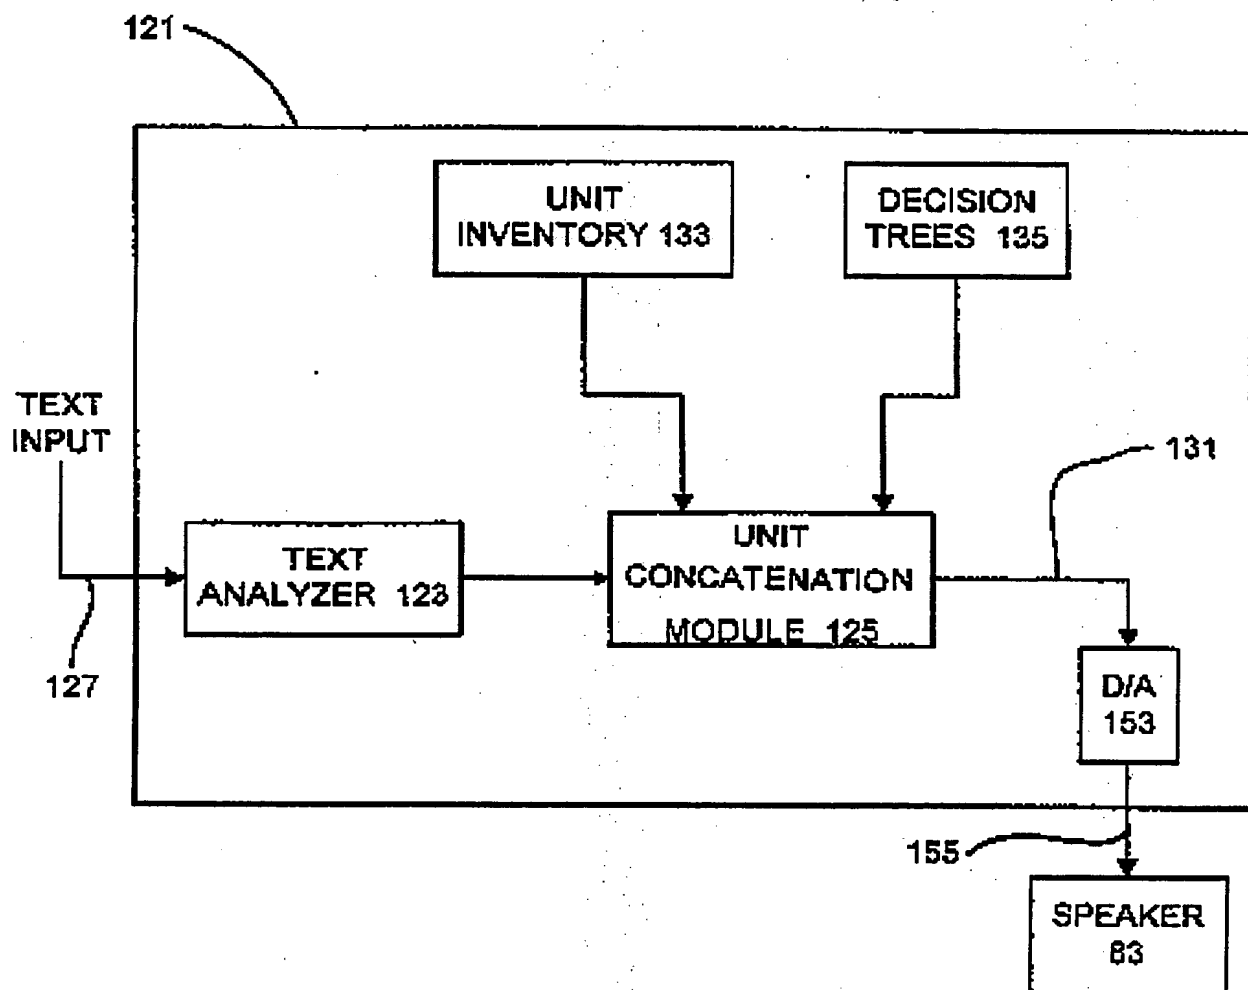 121
UNIT
INVENTORY 133
DECISION
TREES 135
TEXT
INPUT
131
TEXT
ANALYZER 123
UNIT
CONCATENATION
MODULE 125
127
D/A
153
155
SPEAKER
83